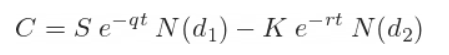 C = S e^{-qt} N(d_1) - K e^{-rt} N(d_2)